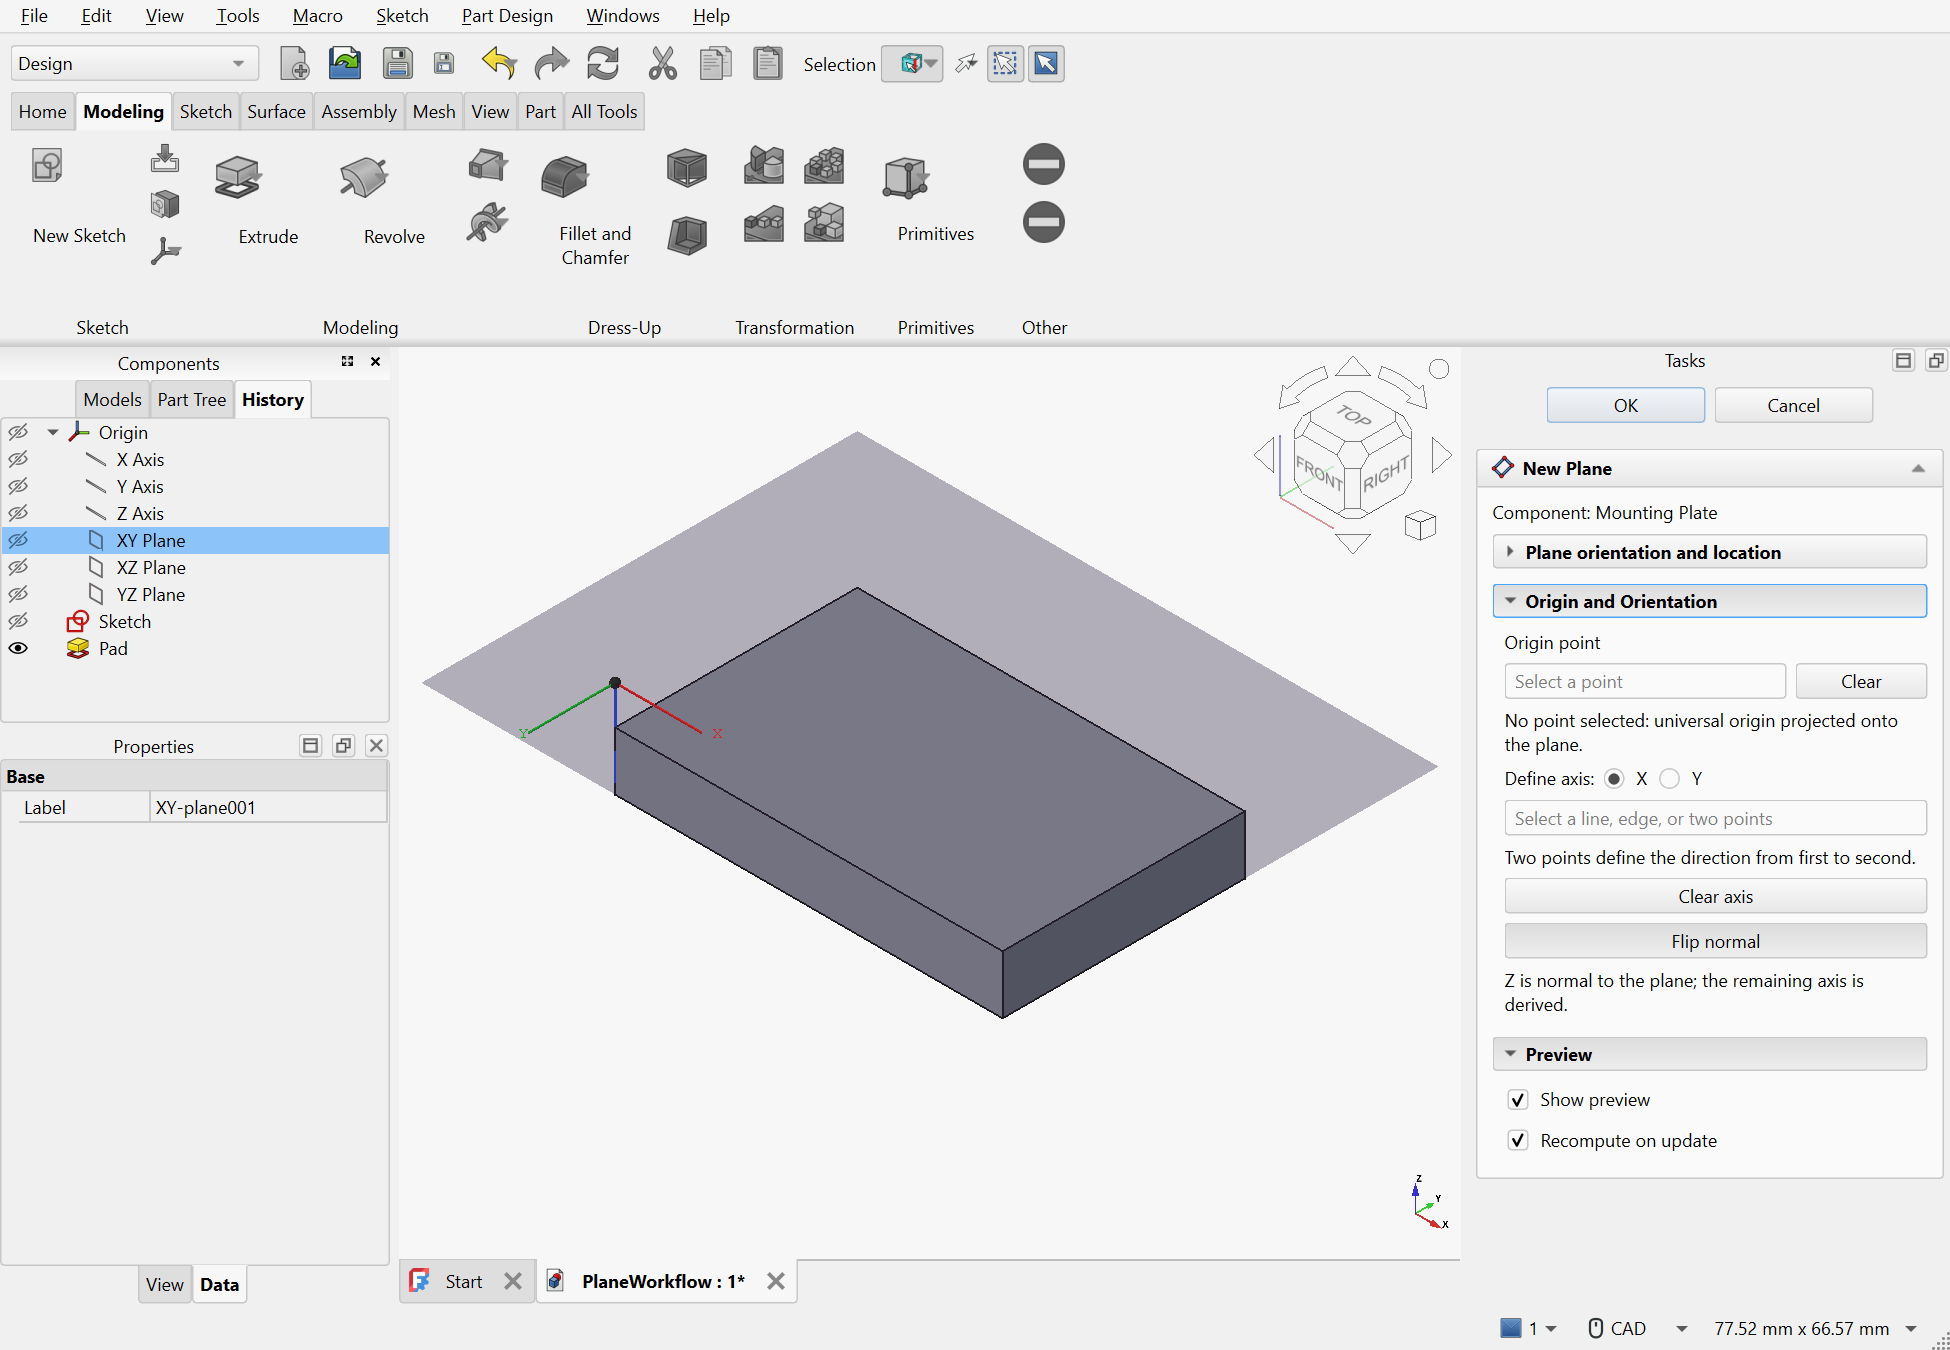 File Edit View Tools Macro Sketch Part Design Windows Help
Design
Selection
Home Modeling Sketch Surface Assembly Mesh View Part All Tools
New Sketch Extrude Revolve Fillet and Chamfer Primitives
Sketch Modeling Dress-Up Transformation Primitives Other
Components
Models Part Tree History
Origin
X Axis
Y Axis
Z Axis
XY Plane
XZ Plane
YZ Plane
Sketch
Pad
Properties
Base
Label XY-plane001
View Data
TOP
FRONT RIGHT
Y X
Z
Y
X
Start PlaneWorkflow : 1*
Tasks
OK Cancel
New Plane
Component: Mounting Plate
Plane orientation and location
Origin and Orientation
Origin point
Select a point Clear
No point selected: universal origin projected onto
the plane.
Define axis: X Y
Select a line, edge, or two points
Two points define the direction from first to second.
Clear axis
Flip normal
Z is normal to the plane; the remaining axis is
derived.
Preview
Show preview
Recompute on update
1 CAD 77.52 mm x 66.57 mm